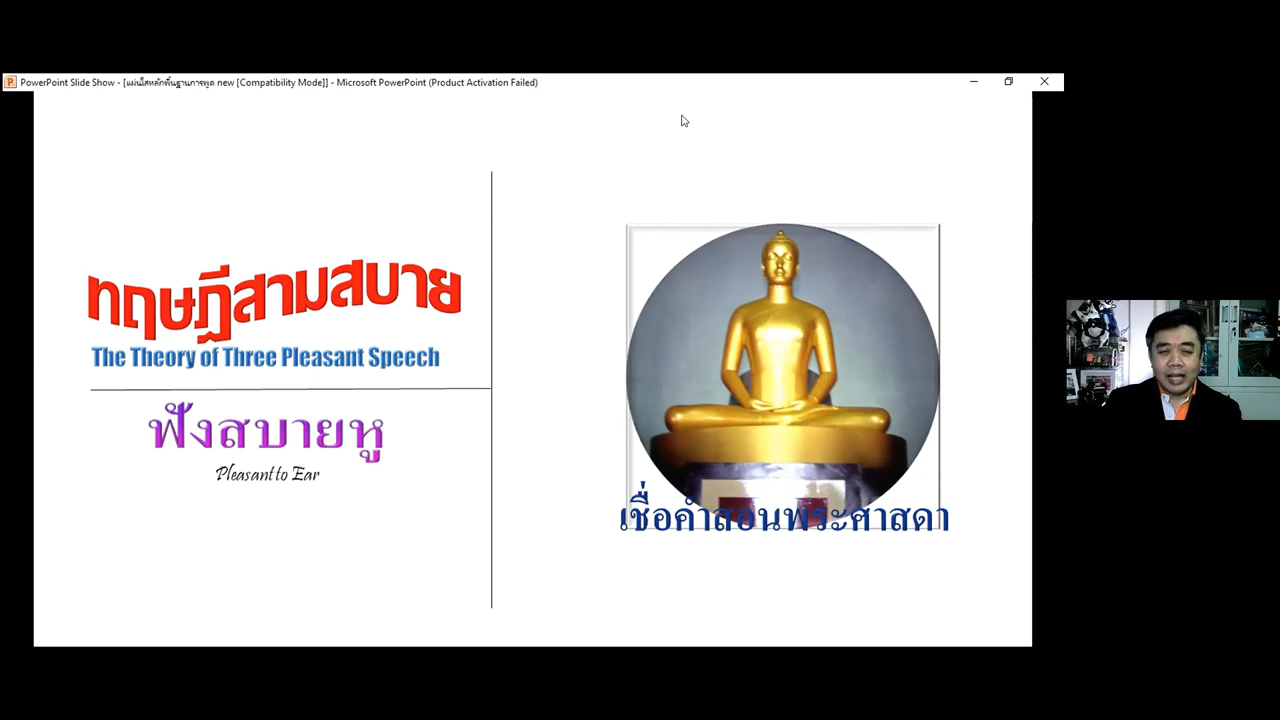 PowerPoint Slide Show - [แผ่นใสหลักพื้นฐานการพูด new [Compatibility Mode]] - Microsoft PowerPoint (Product Activation Failed)
ทฤษฎีสามสบาย
The Theory of Three Pleasant Speech
ฟังสบายหู
Pleasant to Ear
เชื่อคำสอนพระศาสดา